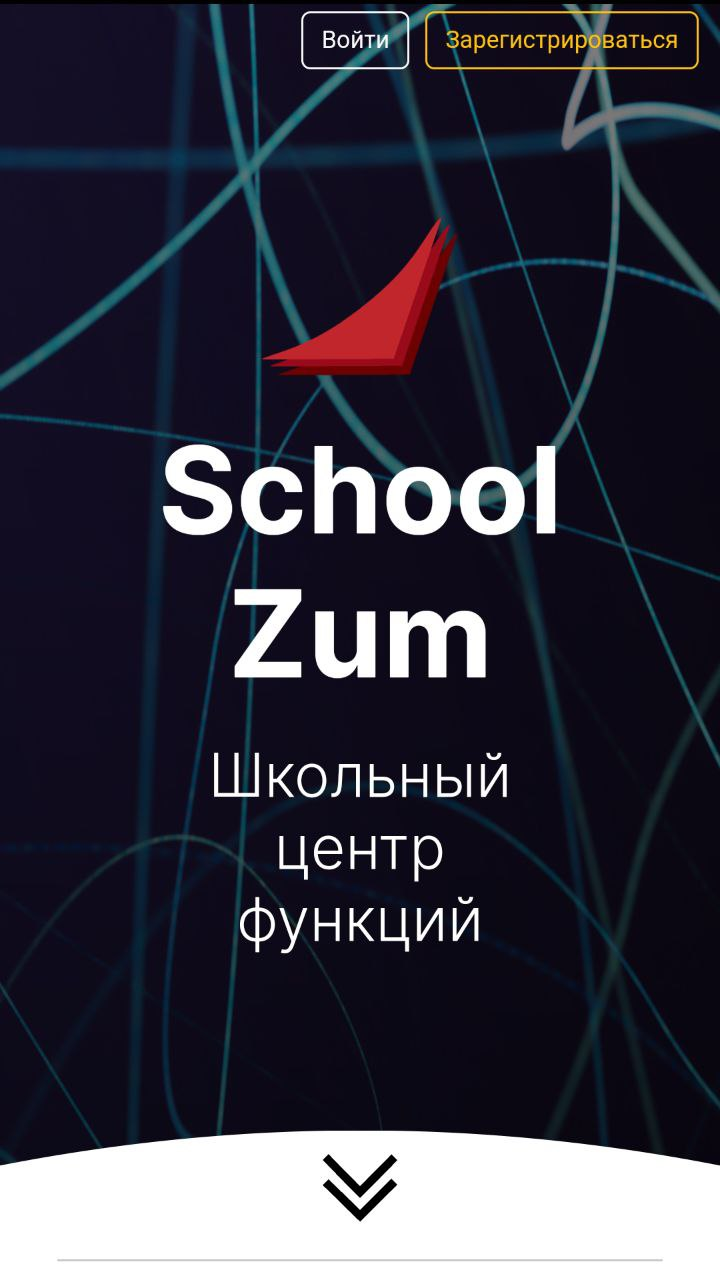 Войти Зарегистрироваться
School
Zum
Школьный
центр
функций